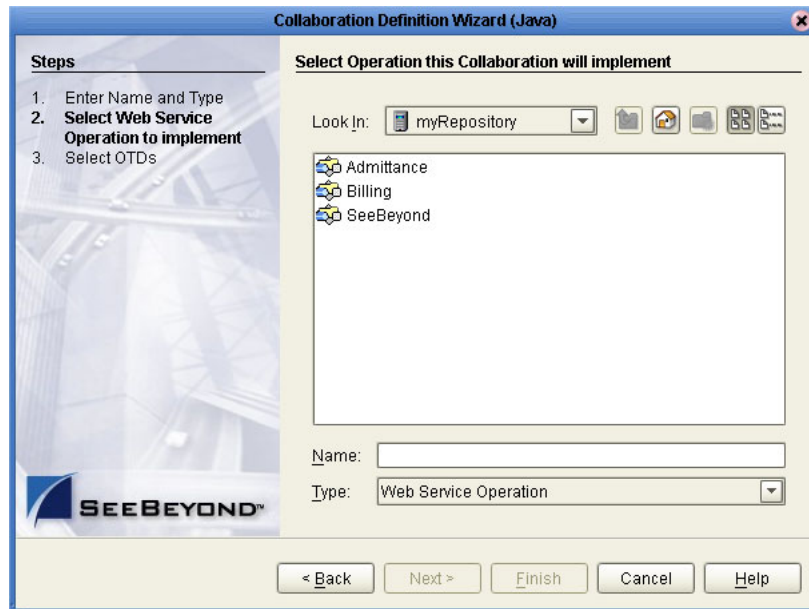 Collaboration Definition Wizard (Java)
Steps
1. Enter Name and Type
2. Select Web Service
Operation to implement
3. Select OTDs
SEEBEYOND™
Select Operation this Collaboration will implement
Look In: myRepository
Admittance
Billing
SeeBeyond
Name:
Type: Web Service Operation
< Back Next > Finish Cancel Help